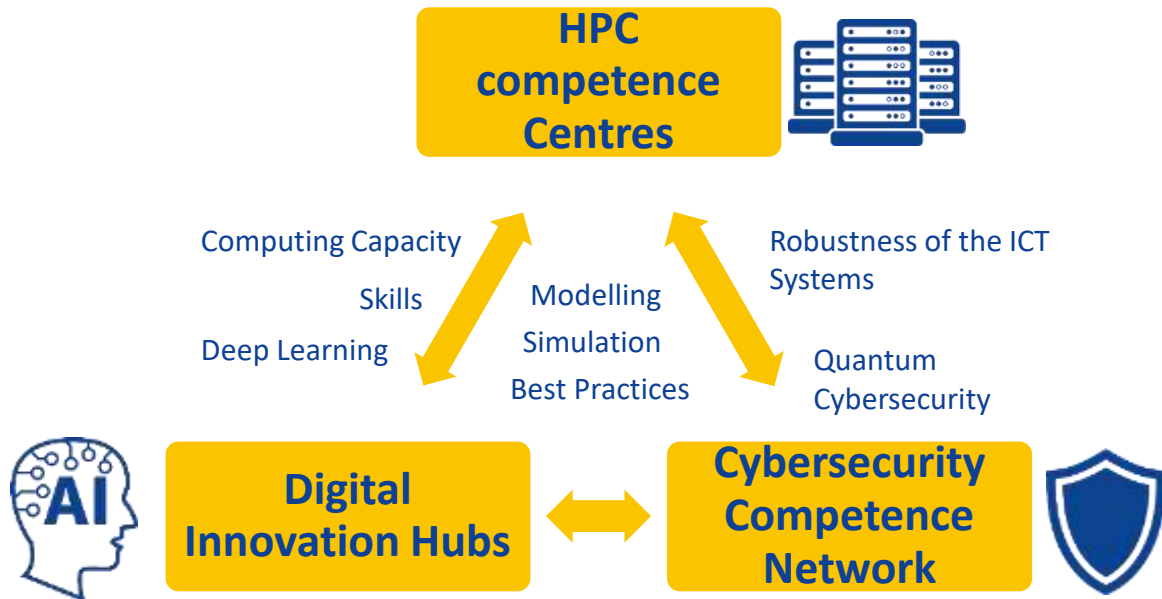 HPC
competence
Centres
Computing Capacity
Skills
Deep Learning
Modelling
Simulation
Best Practices
Robustness of the ICT
Systems
Quantum
Cybersecurity
AI
Digital
Innovation Hubs
Cybersecurity
Competence
Network